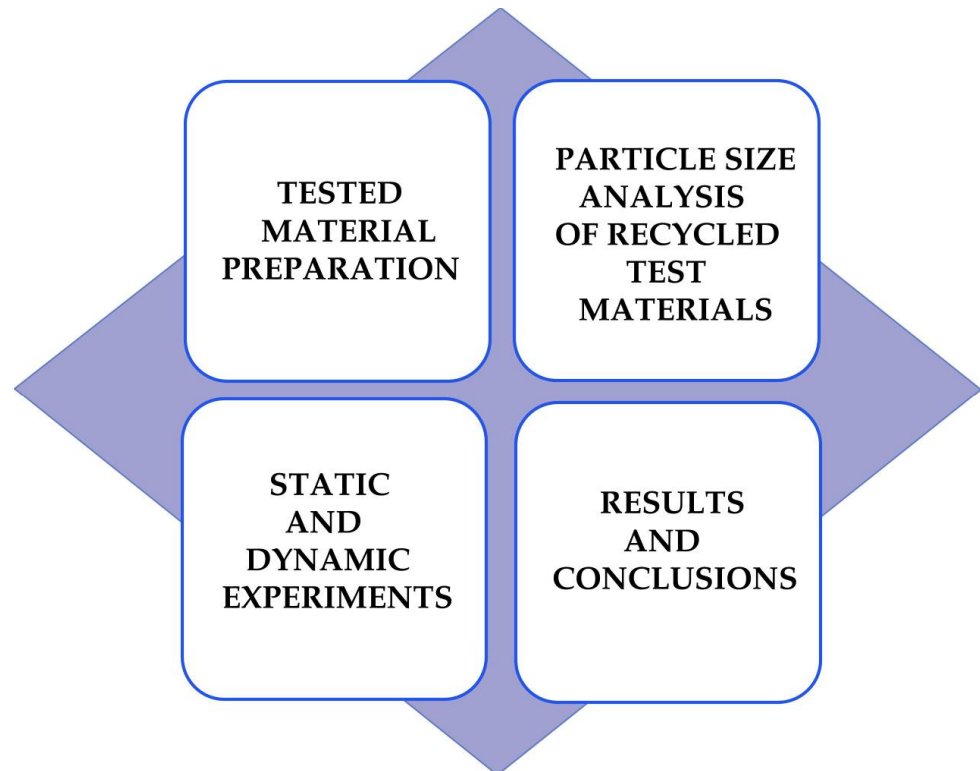 TESTED
MATERIAL
PREPARATION
PARTICLE SIZE
ANALYSIS
OF RECYCLED
TEST
MATERIALS
STATIC
AND
DYNAMIC
EXPERIMENTS
RESULTS
AND
CONCLUSIONS